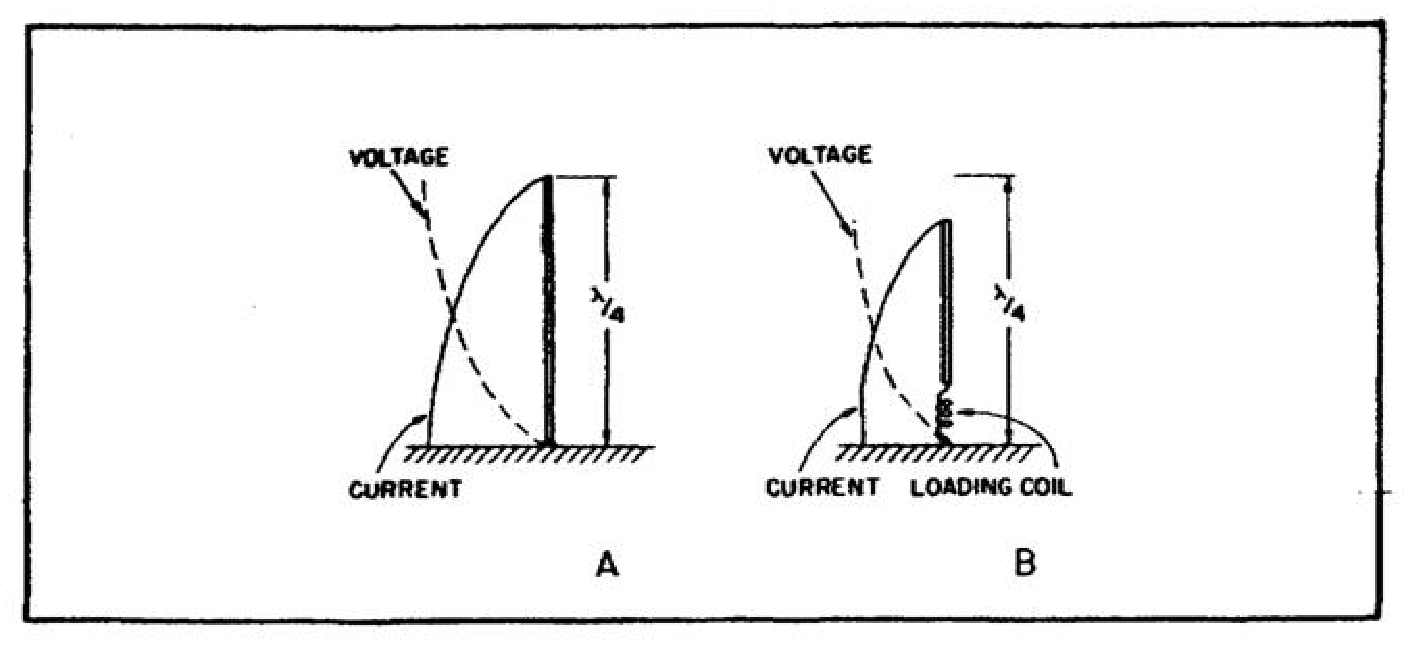 VOLTAGE
λ/4
CURRENT
A
VOLTAGE
λ/4
CURRENT
LOADING COIL
B